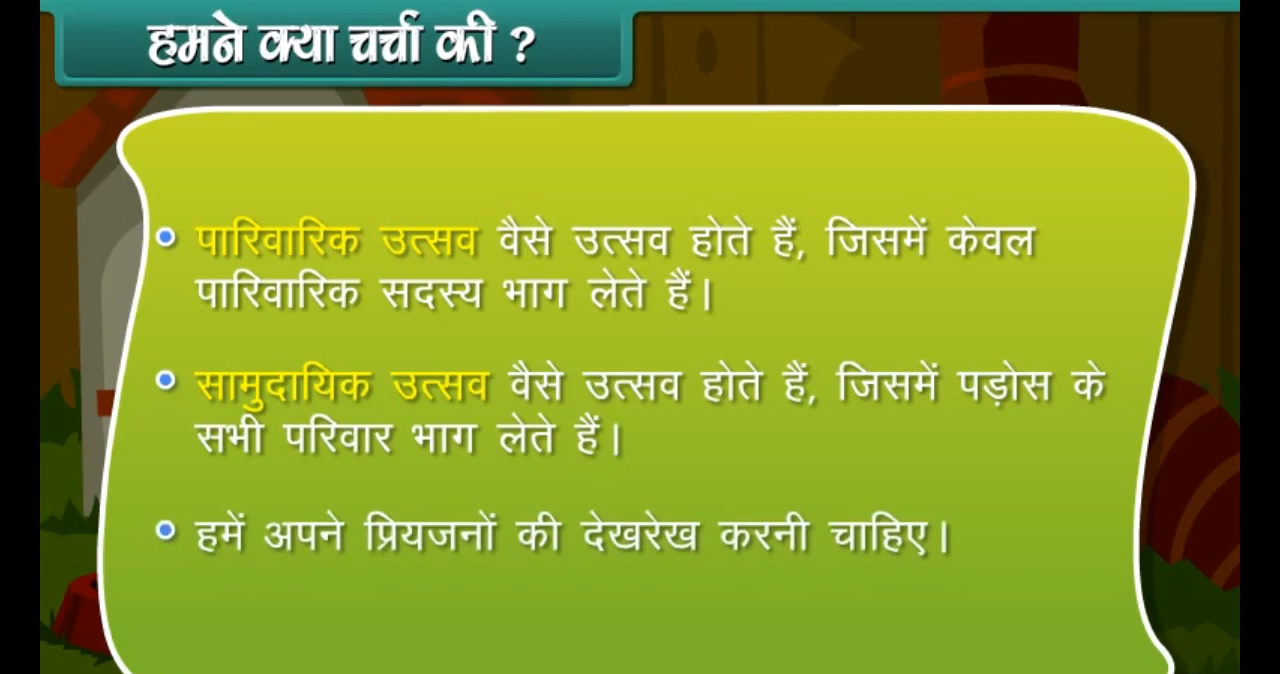 हमने क्या चर्चा की ?
• पारिवारिक उत्सव वैसे उत्सव होते हैं, जिसमें केवल
पारिवारिक सदस्य भाग लेते हैं।
• सामुदायिक उत्सव वैसे उत्सव होते हैं, जिसमें पड़ोस के
सभी परिवार भाग लेते हैं।
• हमें अपने प्रियजनों की देखरेख करनी चाहिए।